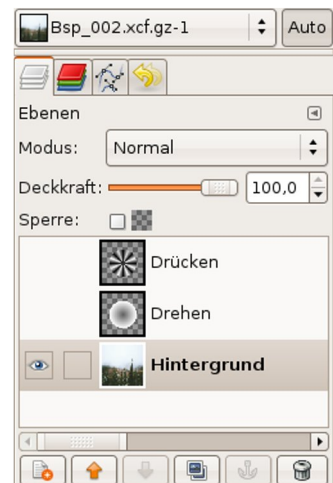 Bsp_002.xcf.gz-1 Auto
Ebenen
Modus: Normal
Deckkraft: 100,0
Sperre:
Drücken
Drehen
Hintergrund